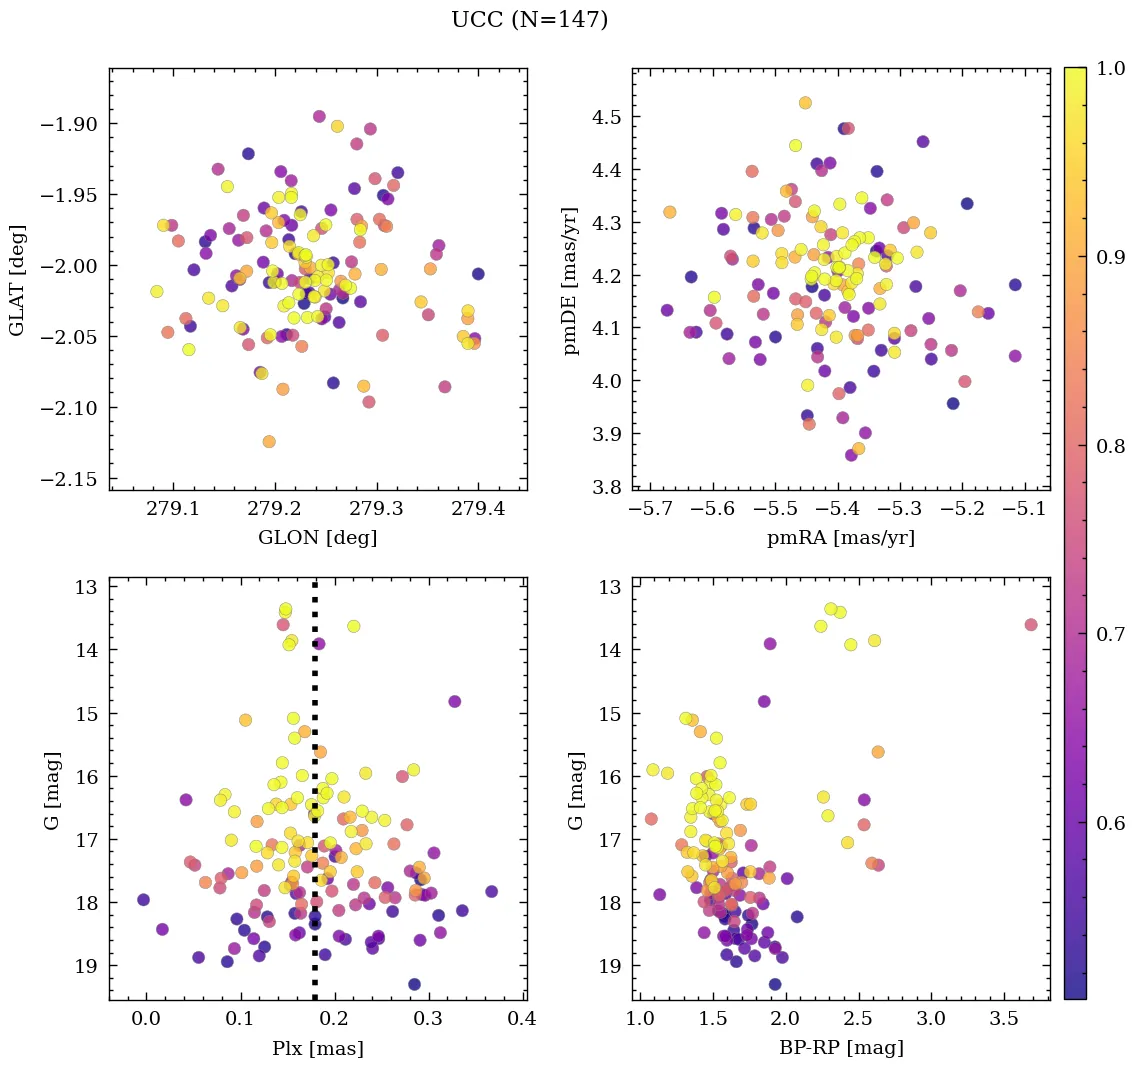 UCC (N=147)
−1.90
−1.95
−2.00
−2.05
−2.10
−2.15
GLAT [deg]
279.1 279.2 279.3 279.4
GLON [deg]
4.5
4.4
4.3
4.2
4.1
4.0
3.9
3.8
pmDE [mas/yr]
−5.7 −5.6 −5.5 −5.4 −5.3 −5.2 −5.1
pmRA [mas/yr]
13
14
15
16
17
18
19
G [mag]
0.0 0.1 0.2 0.3 0.4
Plx [mas]
13
14
15
16
17
18
19
G [mag]
1.0 1.5 2.0 2.5 3.0 3.5
BP-RP [mag]
1.0
0.9
0.8
0.7
0.6